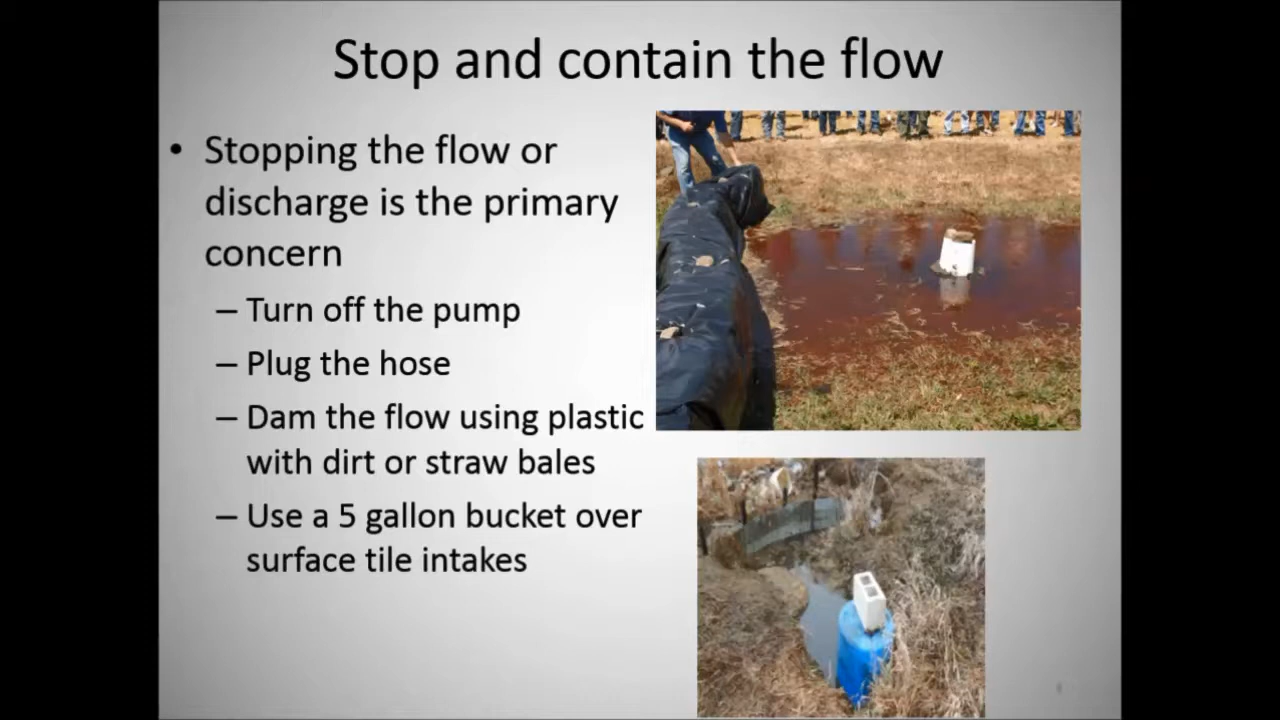 Stop and contain the flow
• Stopping the flow or
discharge is the primary
concern
– Turn off the pump
– Plug the hose
– Dam the flow using plastic
with dirt or straw bales
– Use a 5 gallon bucket over
surface tile intakes